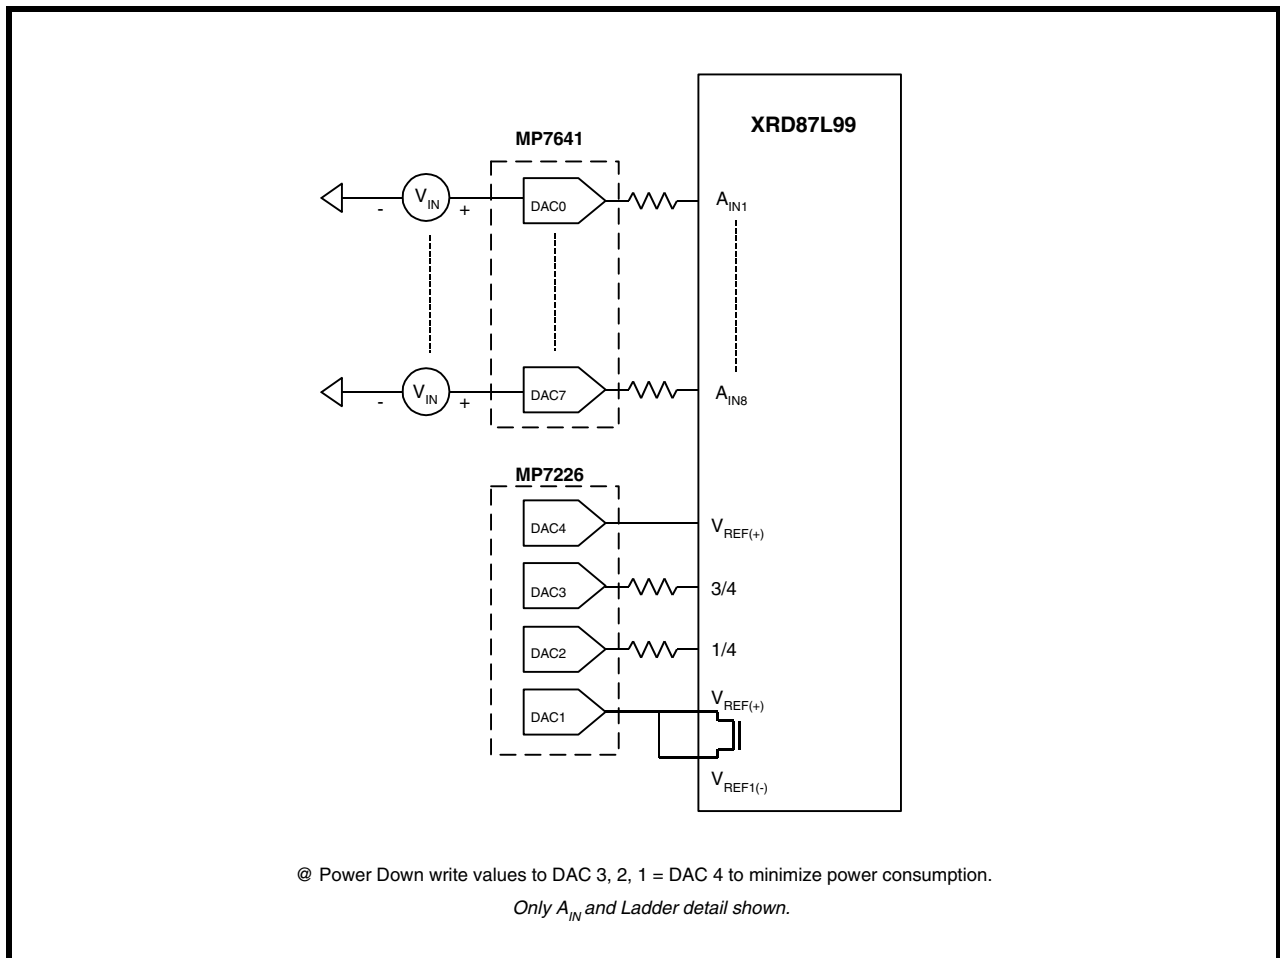 XRD87L99
MP7641
V_IN
- +
DAC0
A_IN1
V_IN
- +
DAC7
A_IN8
MP7226
DAC4
V_REF(+)
DAC3
3/4
DAC2
1/4
V_REF(+)
DAC1
V_REF1(-)
@ Power Down write values to DAC 3, 2, 1 = DAC 4 to minimize power consumption.
Only A_IN and Ladder detail shown.